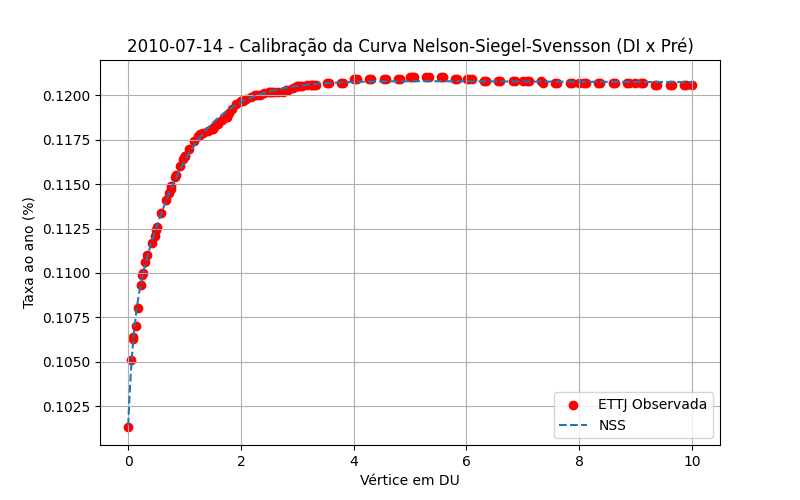 2010-07-14 - Calibração da Curva Nelson-Siegel-Svensson (DI x Pré)
Taxa ao ano (%)
0.1200
0.1175
0.1150
0.1125
0.1100
0.1075
0.1050
0.1025
ETTJ Observada
NSS
0 2 4 6 8 10
Vértice em DU